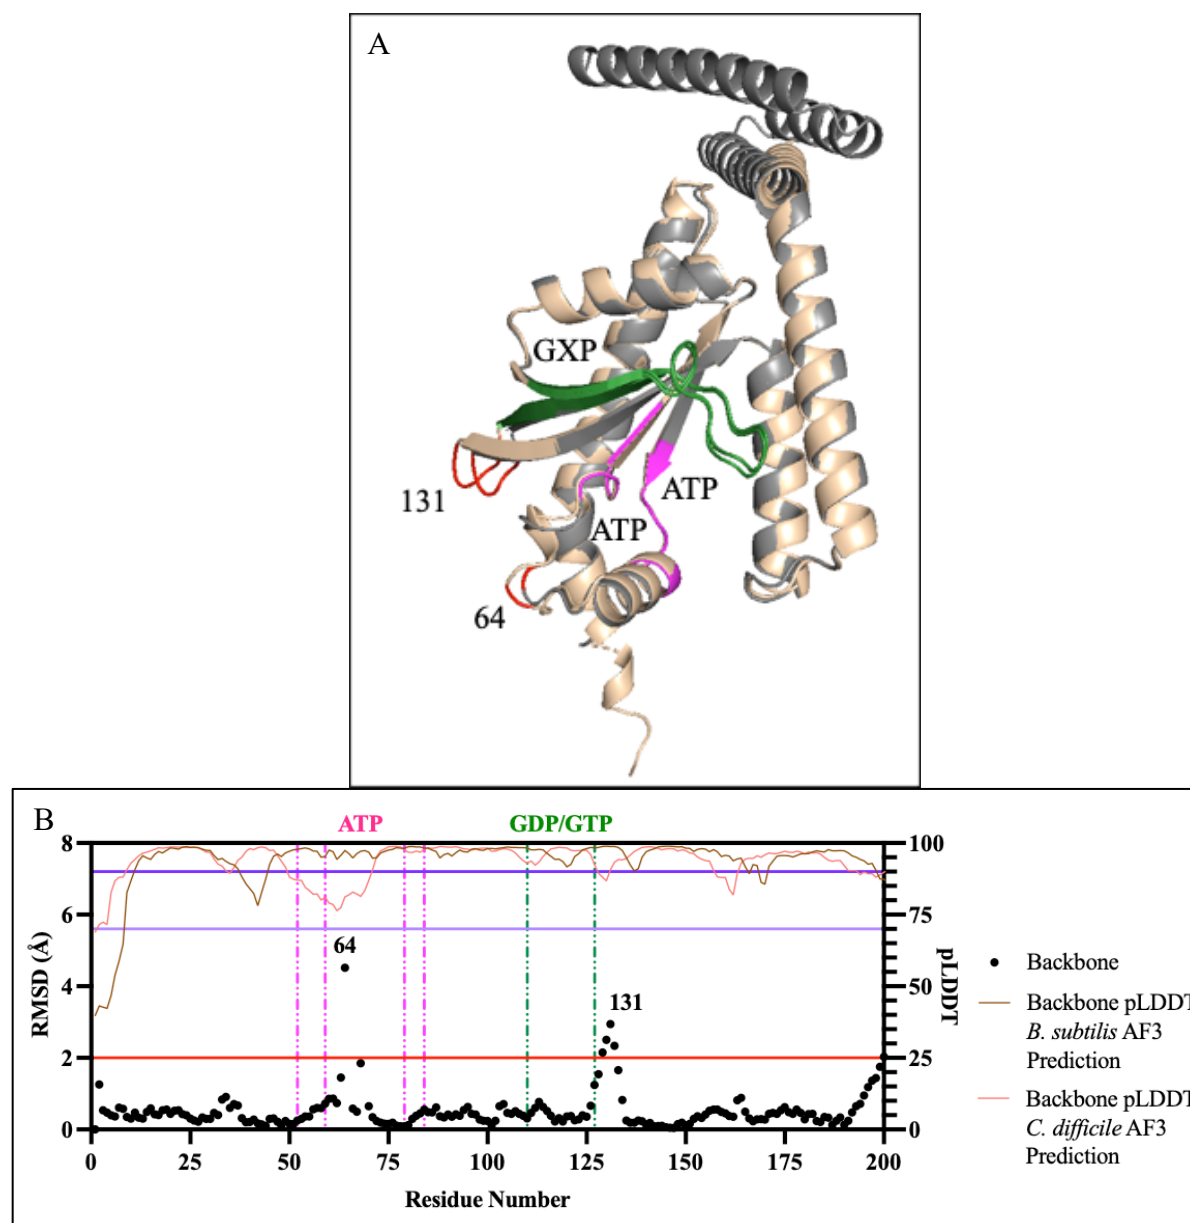 A
GXP
131
ATP
ATP
64
B
ATP
GDP/GTP
8
6
4
2
0
RMSD (Å)
64
131
100
75
50
25
0
pLDDT
0
25
50
75
100
125
150
175
200
Residue Number
Backbone
Backbone pLDDT
B. subtilis AF3
Prediction
Backbone pLDDT
C. difficile AF3
Prediction